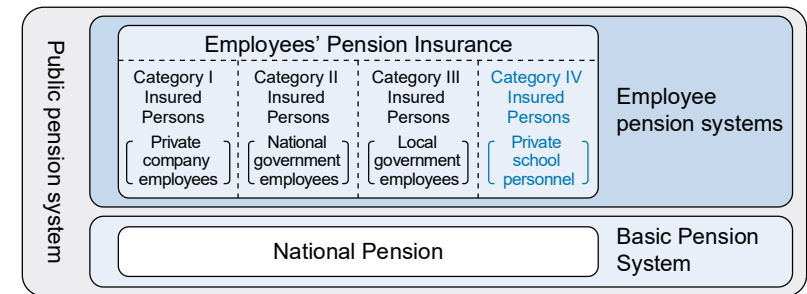 Public pension system
Employees' Pension Insurance
Category I
Insured
Persons
Private
company
employees
Category II
Insured
Persons
National
government
employees
Category III
Insured
Persons
Local
government
employees
Category IV
Insured
Persons
Private
school
personnel
Employee
pension systems
National Pension
Basic Pension
System